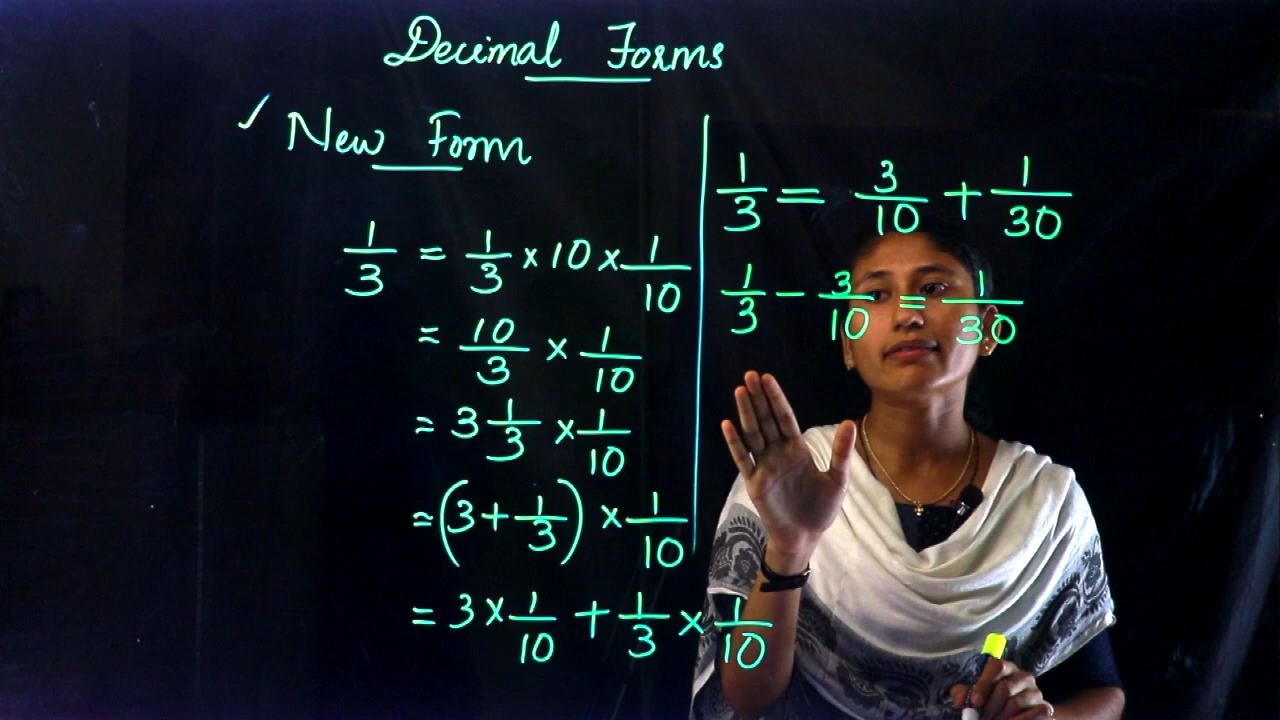 Decimal Forms
✓ New Form
1/3 = 1/3 × 10 × 1/10
= 10/3 × 1/10
= 3 1/3 × 1/10
= (3 + 1/3) × 1/10
= 3 × 1/10 + 1/3 × 1/10
1/3 = 3/10 + 1/30
1/3 - 3/10 = 1/30